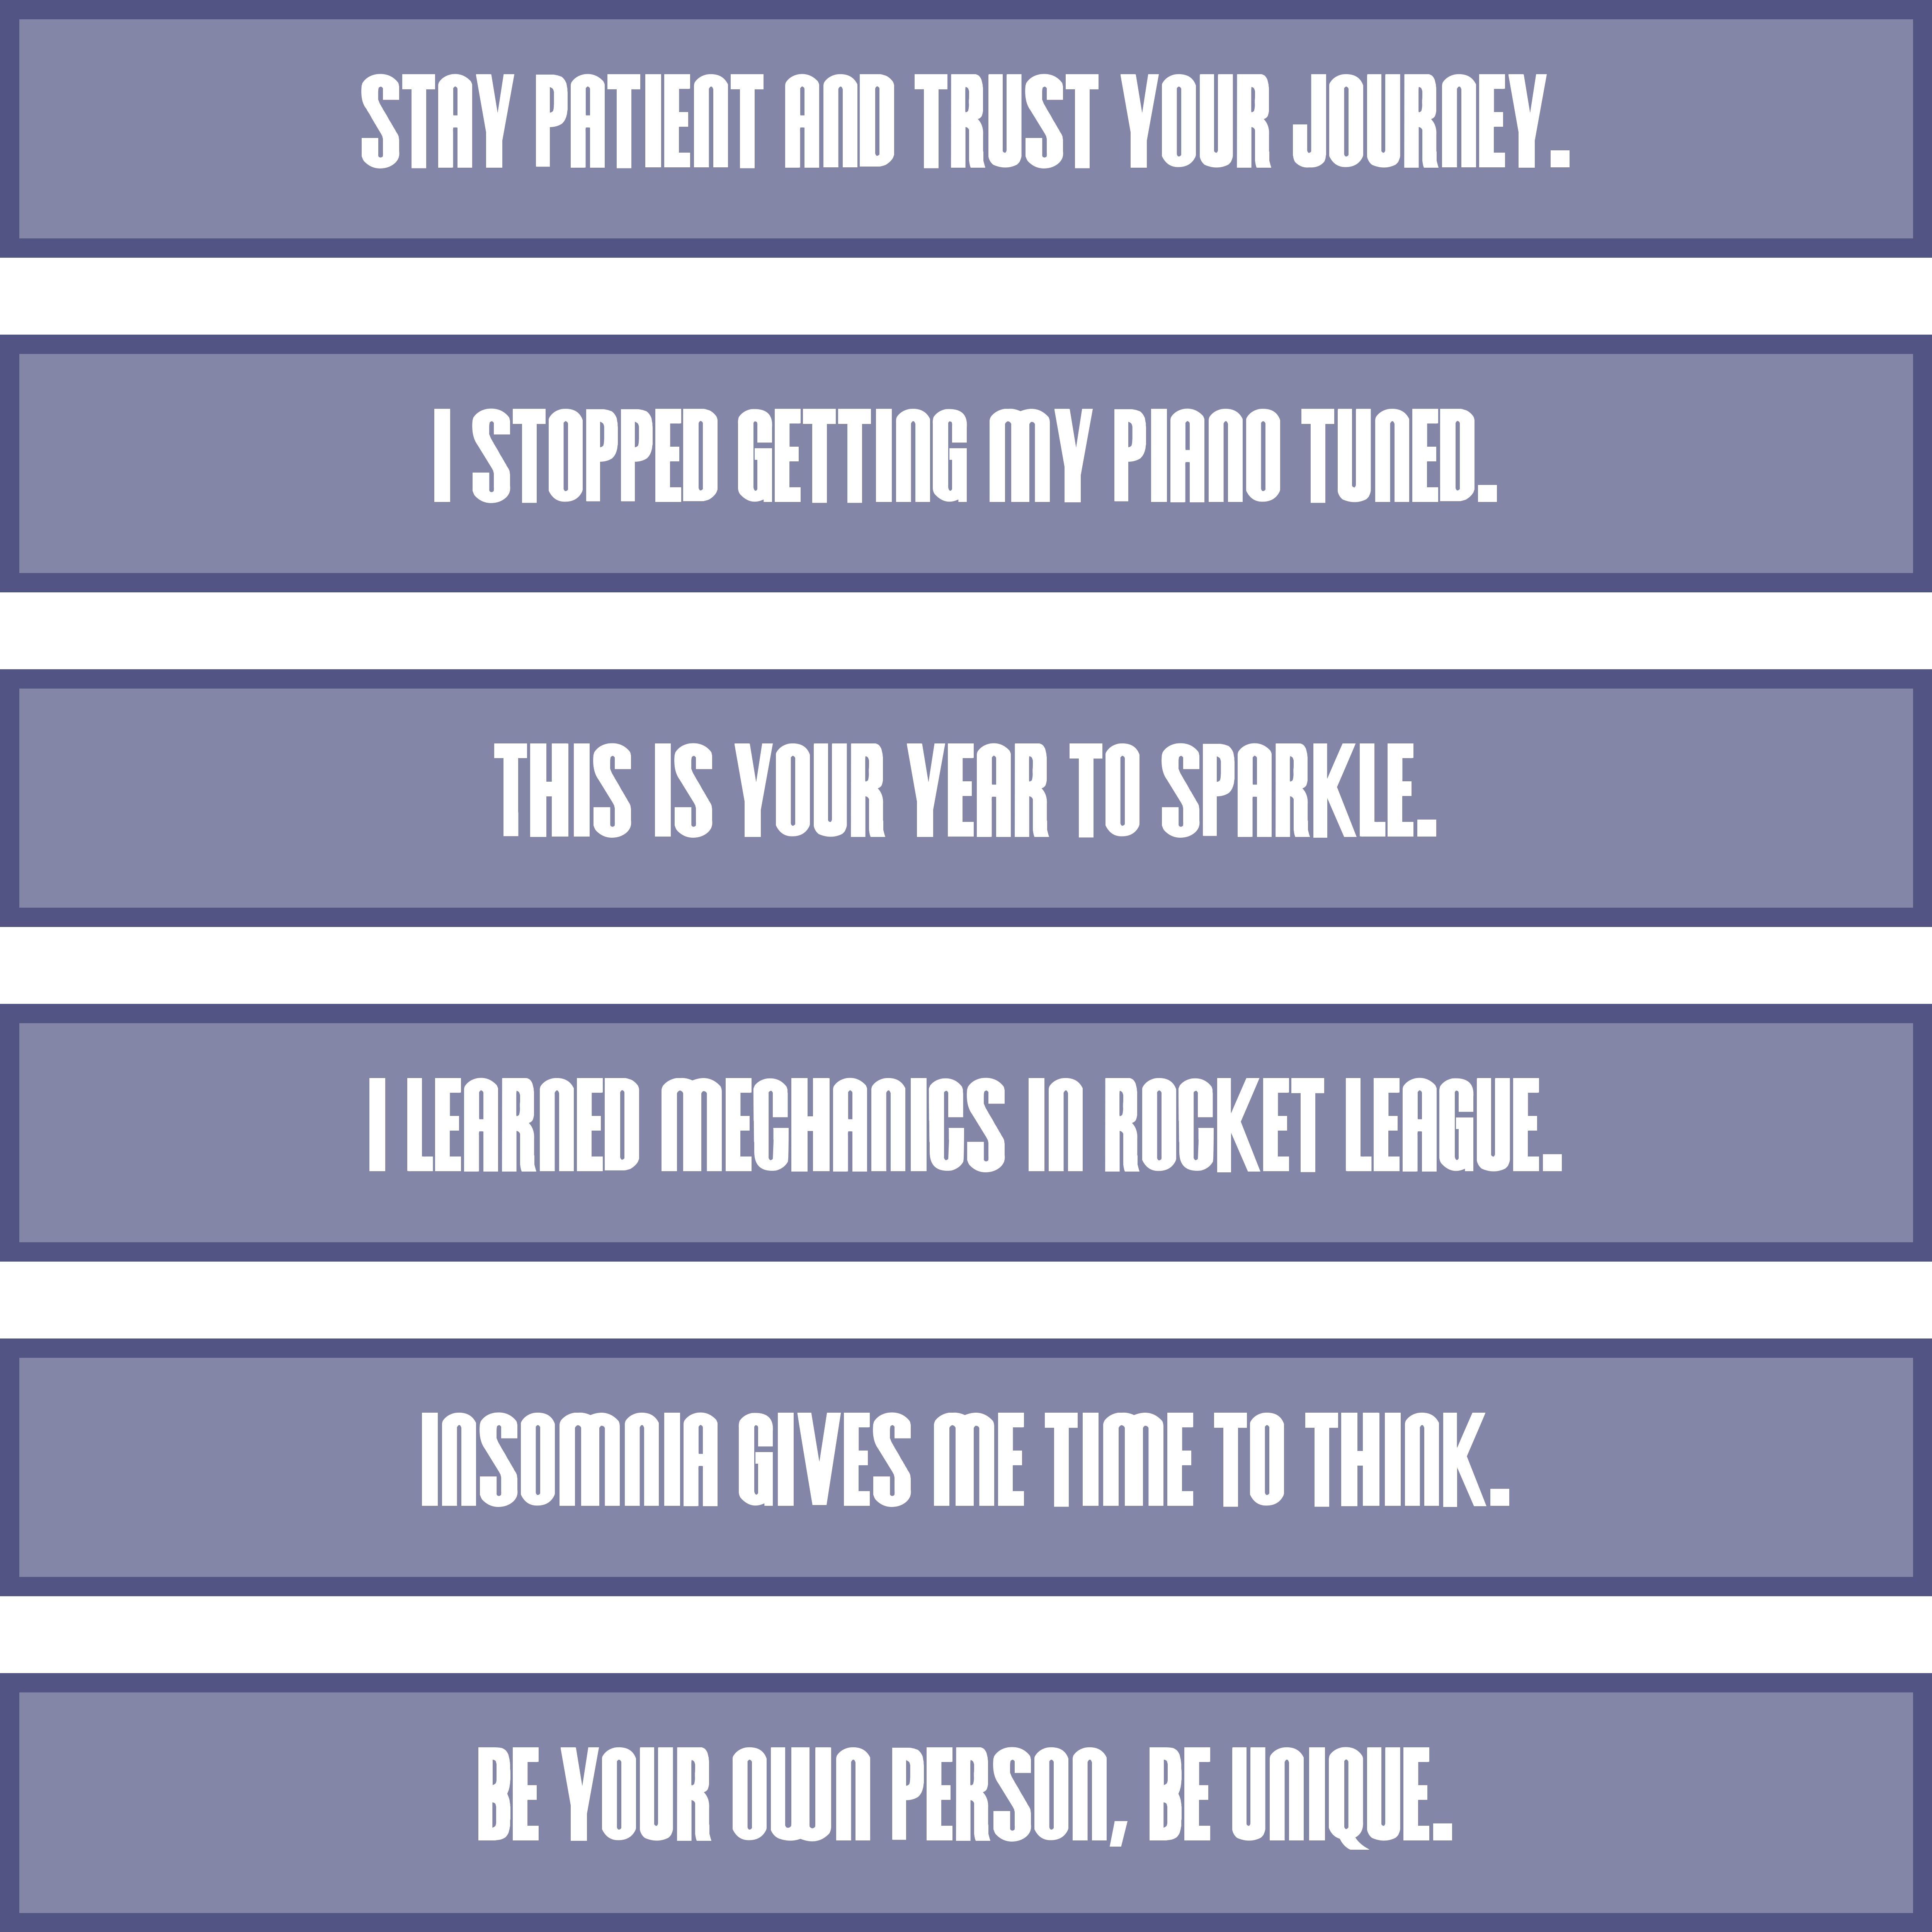 STAY PATIENT AND TRUST YOUR JOURNEY.
I STOPPED GETTING MY PIANO TUNED.
THIS IS YOUR YEAR TO SPARKLE.
I LEARNED MECHANICS IN ROCKET LEAGUE.
INSOMNIA GIVES ME TIME TO THINK.
BE YOUR OWN PERSON, BE UNIQUE.